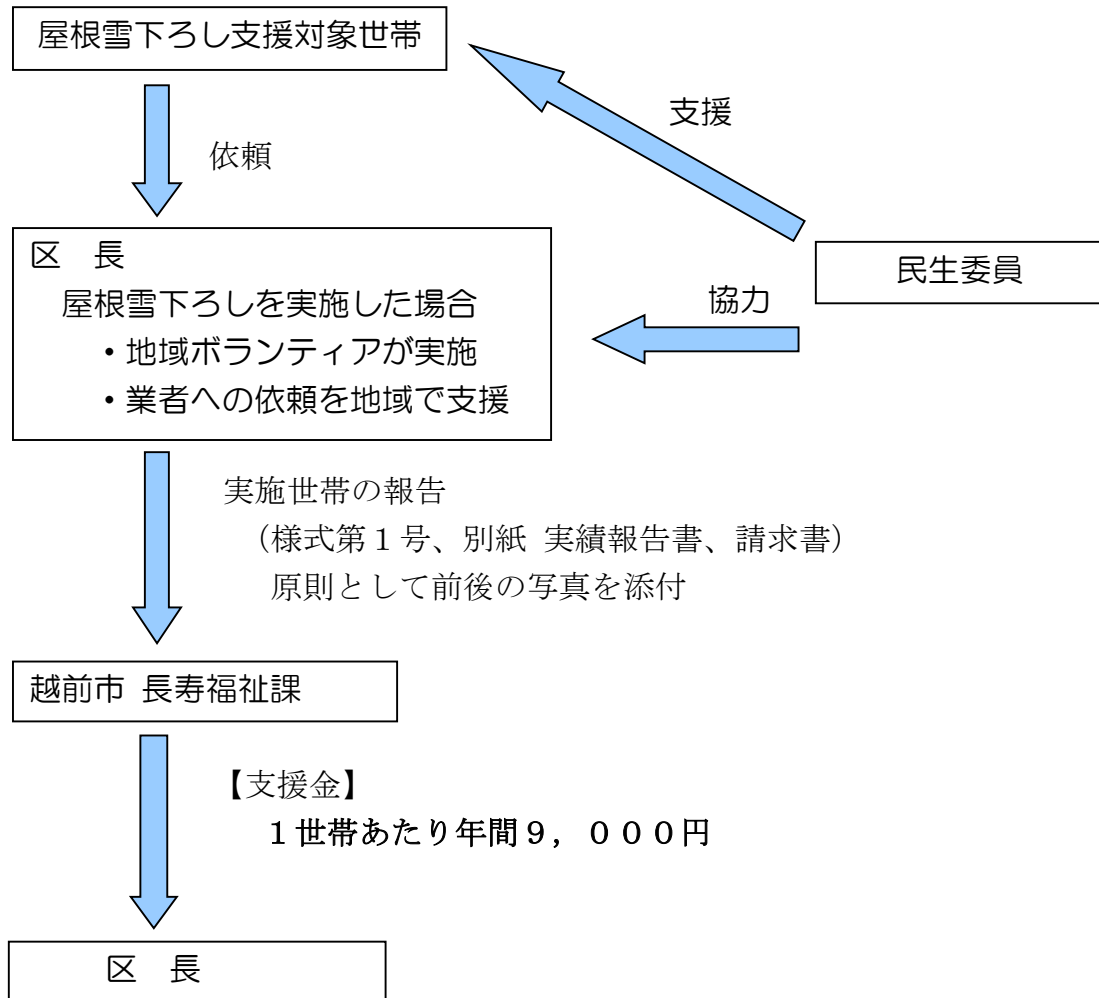 屋根雪下ろし支援対象世帯
支援
依頼
区　長
屋根雪下ろしを実施した場合
・地域ボランティアが実施
・業者への依頼を地域で支援
民生委員
協力
実施世帯の報告
（様式第１号、別紙 実績報告書、請求書）
原則として前後の写真を添付
越前市 長寿福祉課
【支援金】
１世帯あたり年間９，０００円
区　長